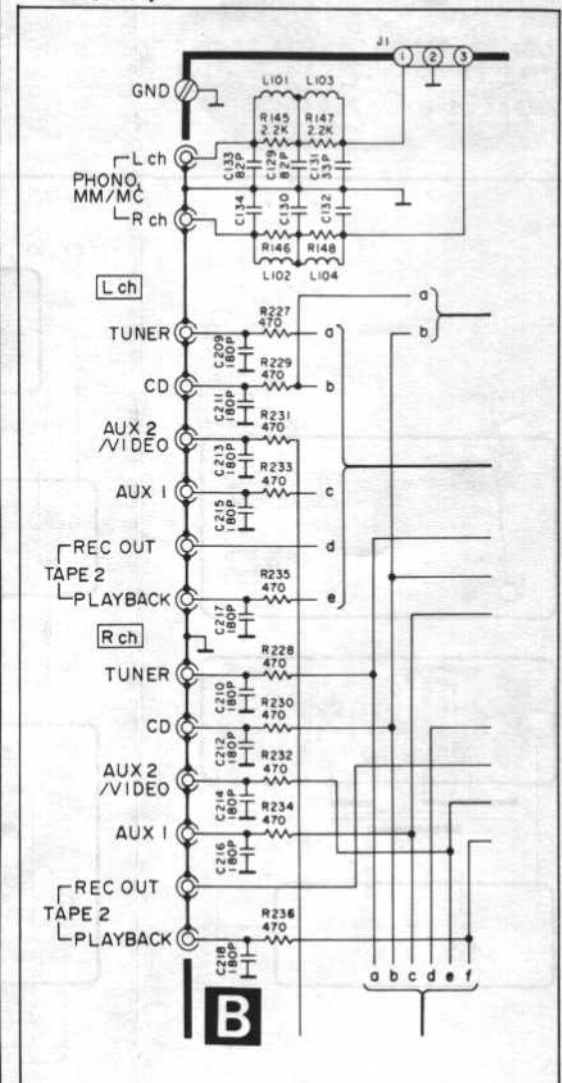 J1
1 2 3
GND
L101 L103
R145 R147
2.2K 2.2K
L ch
C133 82P
C129 82P
C131 33P
PHONO,
MM/MC
C134
C130
C132
R ch
R146 R148
L102 L104
L ch
a
R227
470
TUNER
a
b
C209 180P
R229
470
CD
b
C211 180P
R231
470
AUX 2
/VIDEO
C213 180P
R233
470
AUX 1
c
C215 180P
REC OUT
d
TAPE 2
R235
470
PLAYBACK
e
C217 180P
R ch
R228
470
TUNER
C210 180P
R230
470
CD
C212 180P
R232
470
AUX 2
/VIDEO
C214 180P
R234
470
AUX 1
C216 180P
REC OUT
TAPE 2
R236
470
PLAYBACK
C218 180P
a b c d e f
B